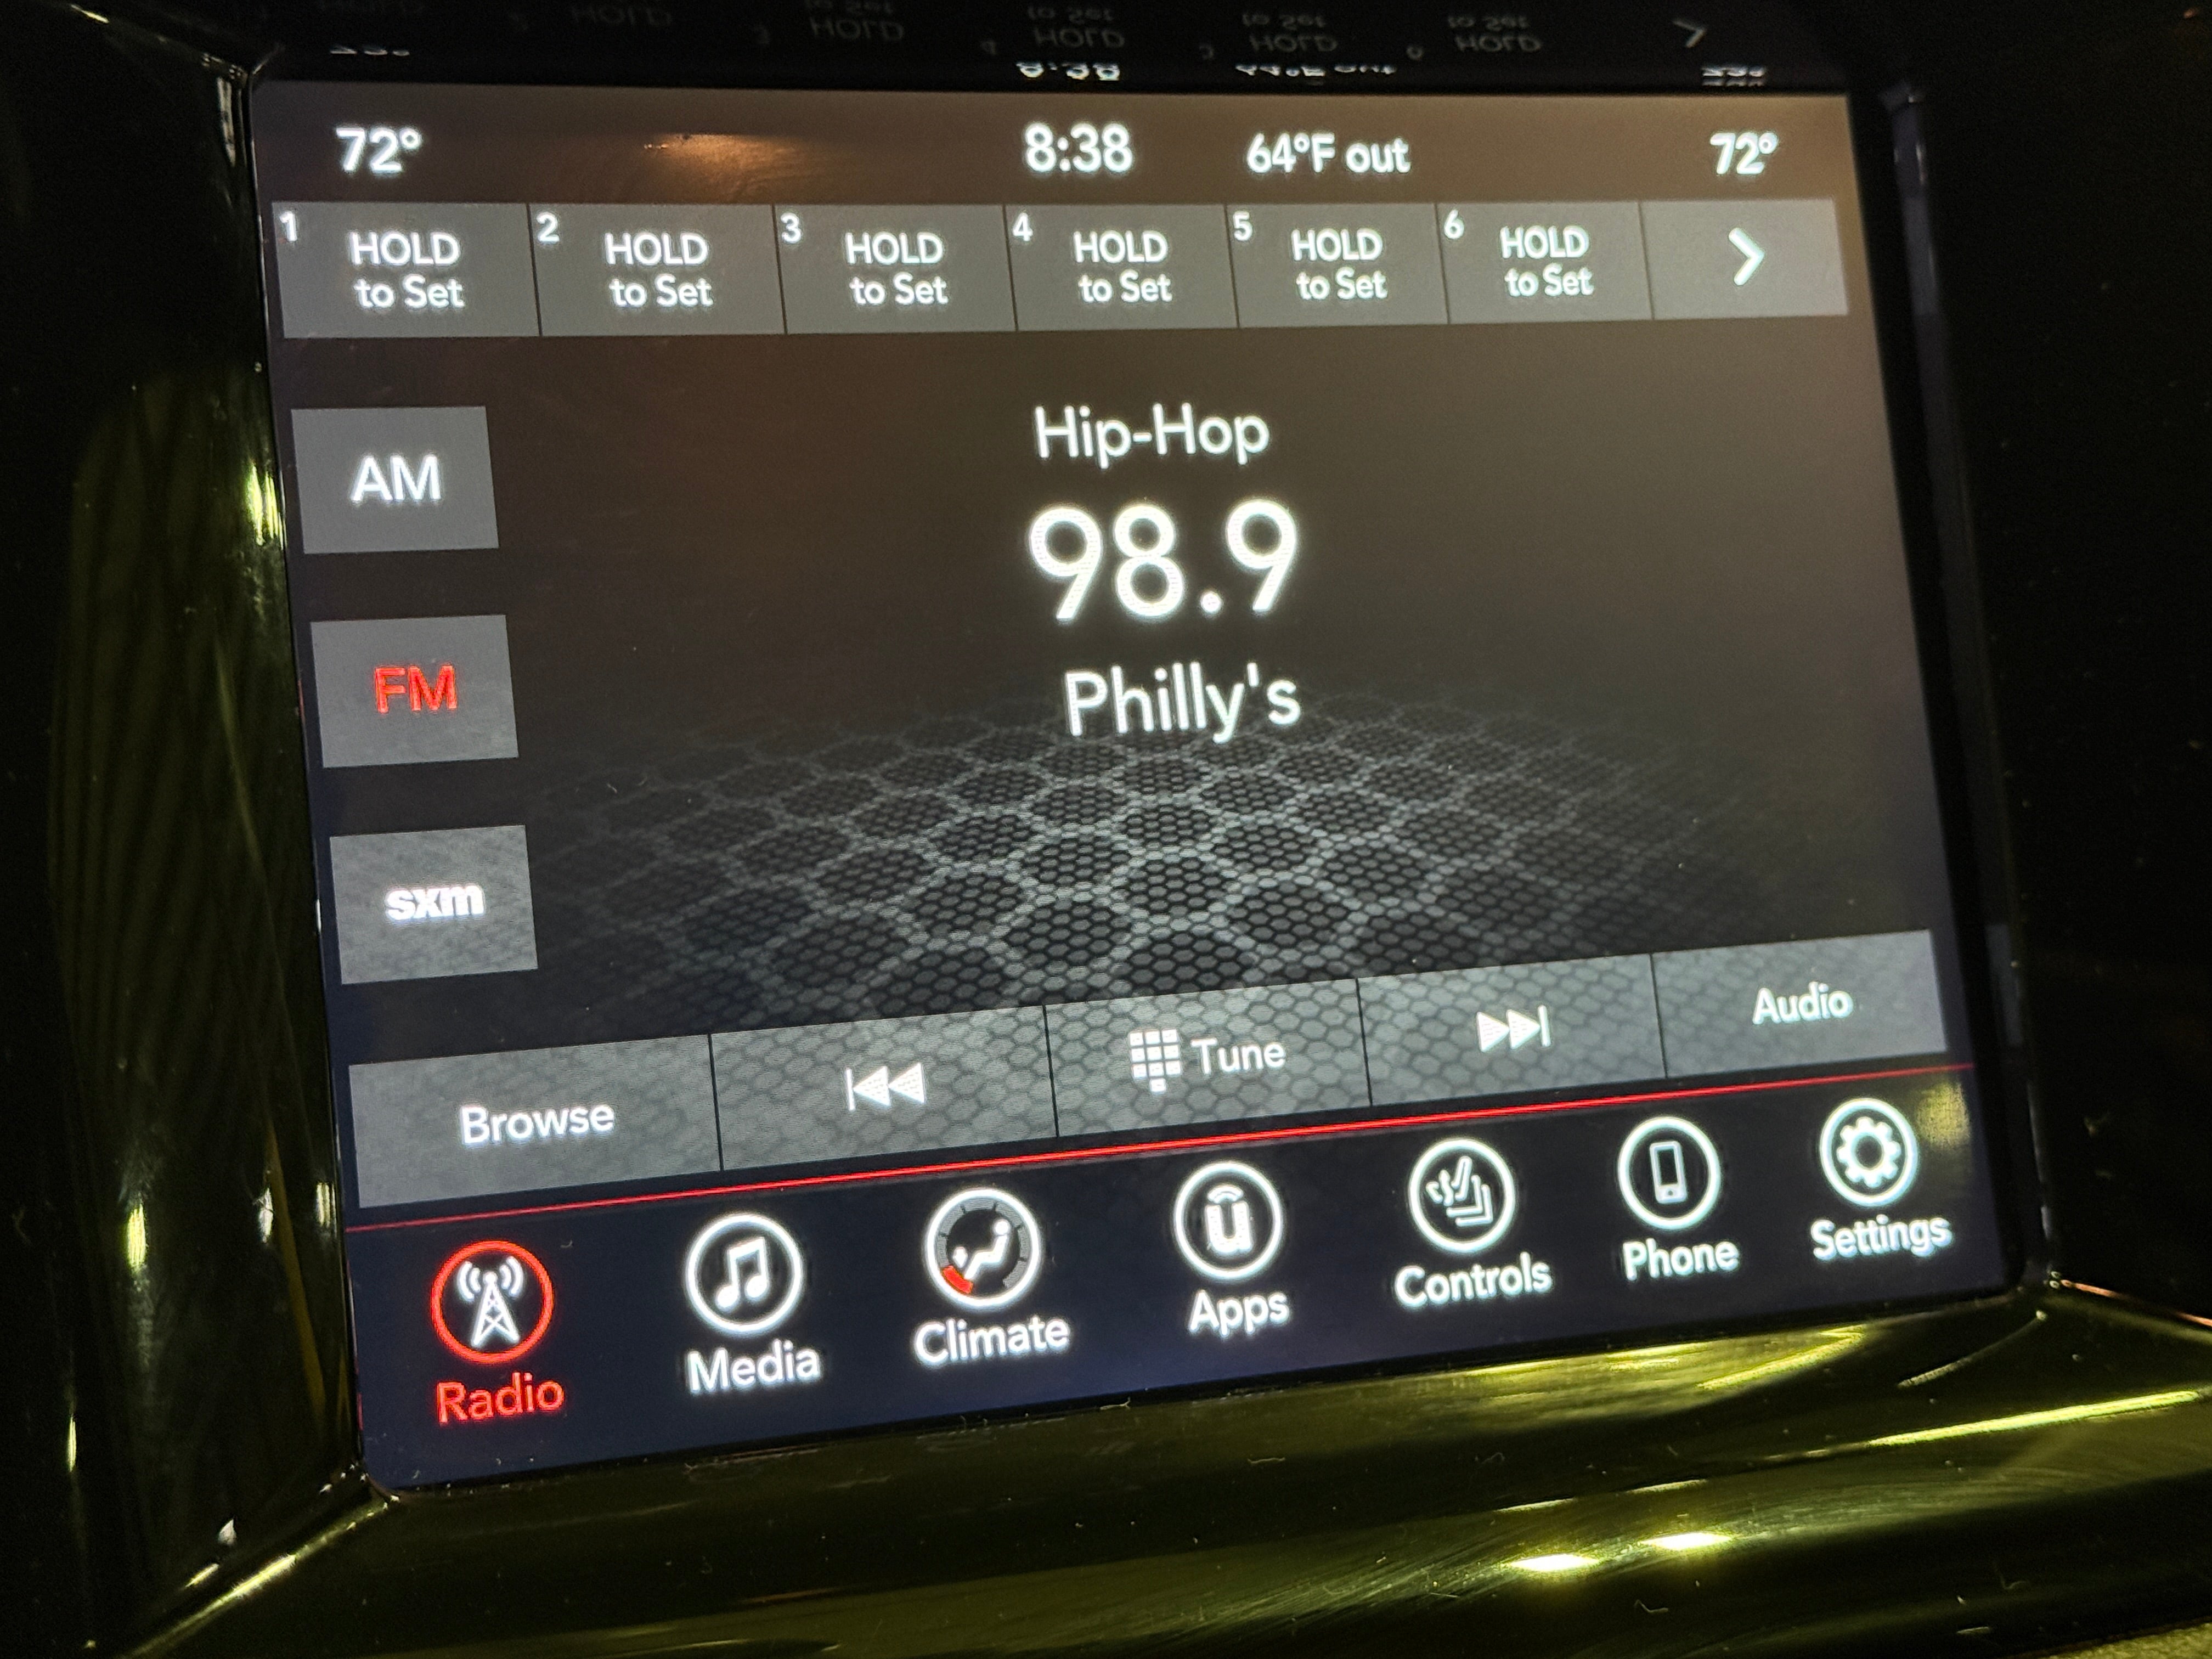 72° 8:38 64°F out 72°
1 HOLD to Set
2 HOLD to Set
3 HOLD to Set
4 HOLD to Set
5 HOLD to Set
6 HOLD to Set
Hip-Hop
AM
98.9
FM
Philly's
sxm
Browse
Tune
Audio
Radio
Media
Climate
Apps
Controls
Phone
Settings